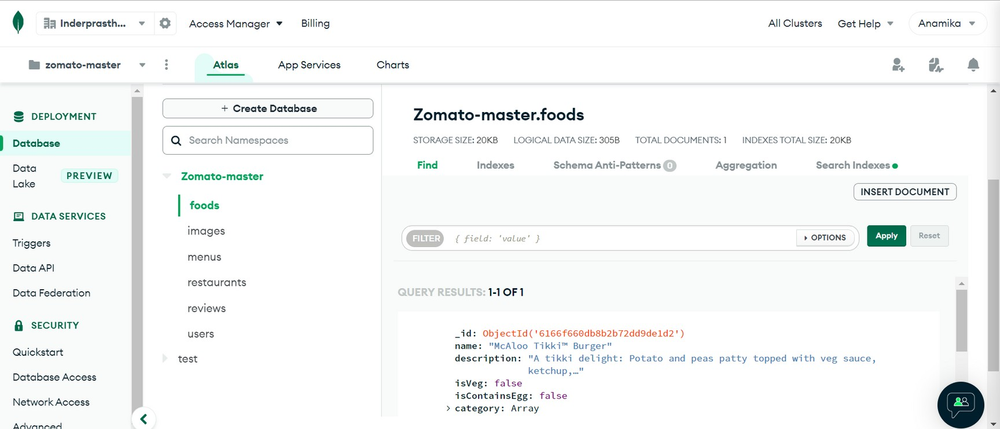 Inderprasth...
Access Manager
Billing
All Clusters
Get Help
Anamika
zomato-master
Atlas
App Services
Charts
DEPLOYMENT
Database
Data Lake
PREVIEW
DATA SERVICES
Triggers
Data API
Data Federation
SECURITY
Quickstart
Database Access
Network Access
Advanced
+ Create Database
Search Namespaces
Zomato-master
foods
images
menus
restaurants
reviews
users
test
Zomato-master.foods
STORAGE SIZE: 20KB LOGICAL DATA SIZE: 305B TOTAL DOCUMENTS: 1 INDEXES TOTAL SIZE: 20KB
Find Indexes Schema Anti-Patterns 0 Aggregation Search Indexes
INSERT DOCUMENT
FILTER { field: 'value' } OPTIONS Apply Reset
QUERY RESULTS: 1-1 OF 1
_id: ObjectId('6166f660db8b2b72dd9de1d2')
name: "McAloo Tikki™ Burger"
description: "A tikki delight: Potato and peas patty topped with veg sauce,
ketchup,…"
isVeg: false
isContainsEgg: false
> category: Array